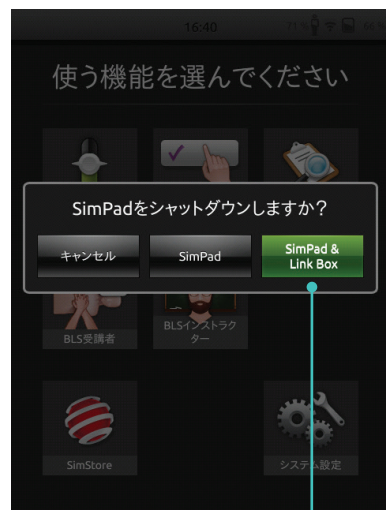 16:40
71 %
66 %
使う機能を選んでください
SimPadをシャットダウンしますか？
キャンセル
SimPad
SimPad &
Link Box
BLS受講者
BLSインストラク
ター
SimStore
システム設定